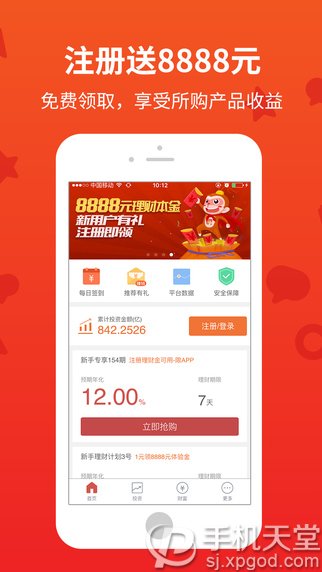 注册送8888元
免费领取，享受所购产品收益
中国移动
10:12
8888元理财本金
新用户有礼
注册即领
每日签到
推荐有礼
平台数据
安全保障
累计投资金额(亿)
842.2526
注册/登录
新手专享154期 注册理财金可用-限APP
预期年化
理财期限
12.00%
7天
立即抢购
新手理财计划3号 1元领8888元体验金
预期年化
理财期限
首页
投资
财富
更多
手机天堂
sj.xpgod.com